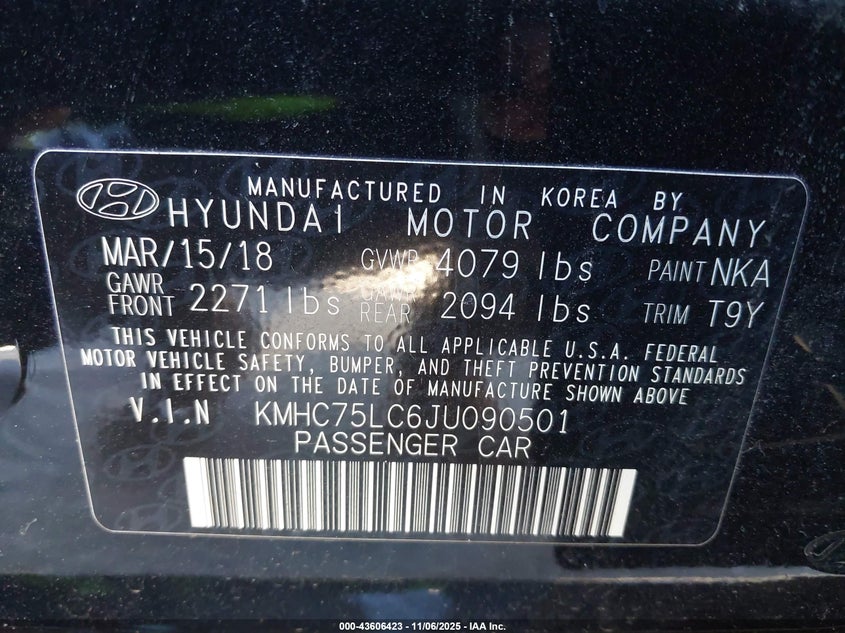 MANUFACTURED IN KOREA BY
HYUNDAI MOTOR COMPANY
MAR/15/18 GVWR 4079 lbs PAINT NKA
GAWR FRONT 2271 lbs GAWR REAR 2094 lbs TRIM T9Y
THIS VEHICLE CONFORMS TO ALL APPLICABLE U.S.A. FEDERAL
MOTOR VEHICLE SAFETY, BUMPER, AND THEFT PREVENTION STANDARDS
IN EFFECT ON THE DATE OF MANUFACTURE SHOWN ABOVE
V.I.N KMHC75LC6JU090501
PASSENGER CAR
000-43606423 - 11/06/2025 - IAA Inc.